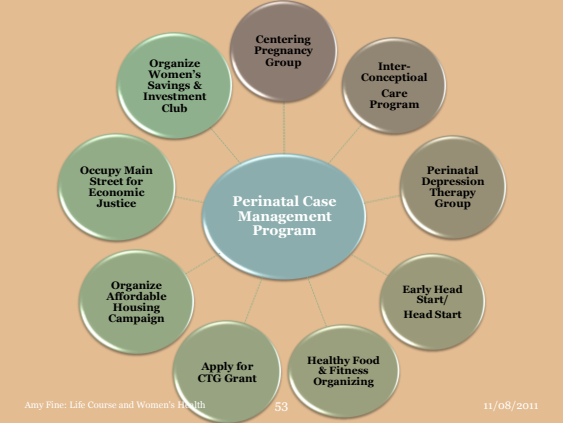 Centering
Pregnancy
Group
Inter-
Conceptioal
Care
Program
Perinatal
Depression
Therapy
Group
Early Head
Start/
Head Start
Healthy Food
& Fitness
Organizing
Apply for
CTG Grant
Organize
Affordable
Housing
Campaign
Occupy Main
Street for
Economic
Justice
Organize
Women's
Savings &
Investment
Club
Perinatal Case
Management
Program
Amy Fine: Life Course and Women's Health
53
11/08/2011